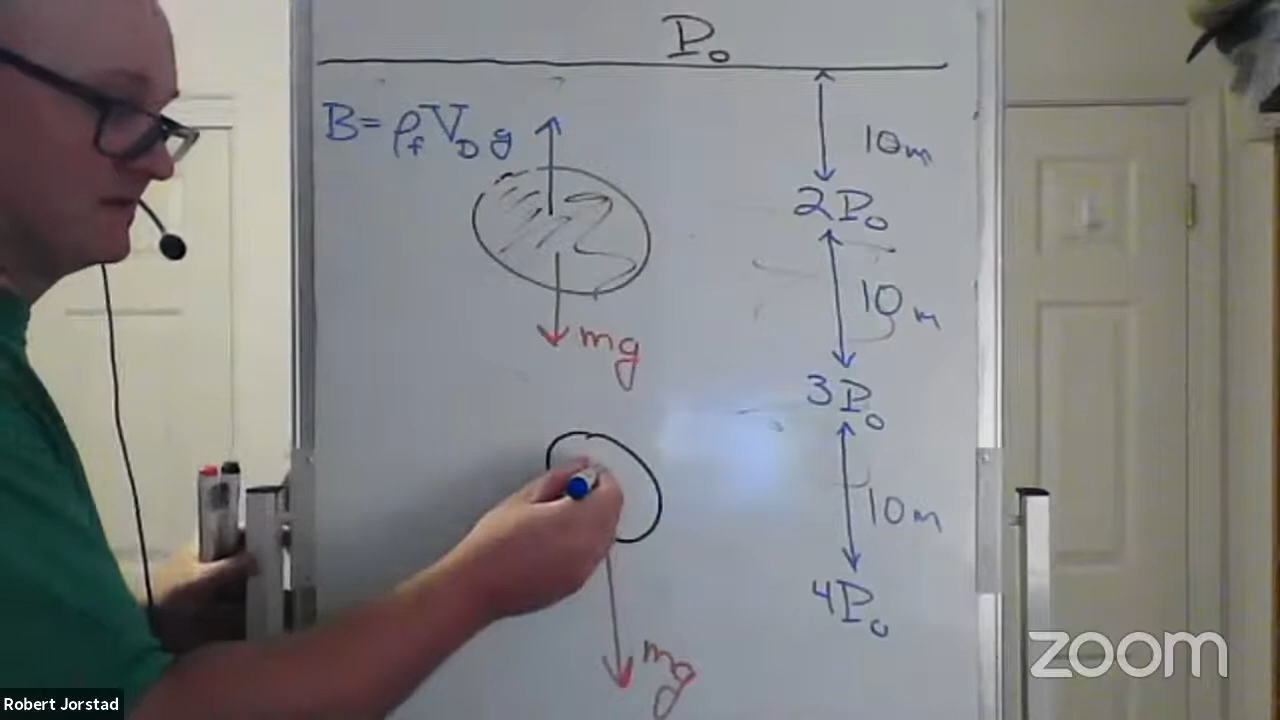 P₀
B = ρ_f V_D g
10m
2P₀
10m
mg
3P₀
10m
4P₀
mg
zoom
Robert Jorstad